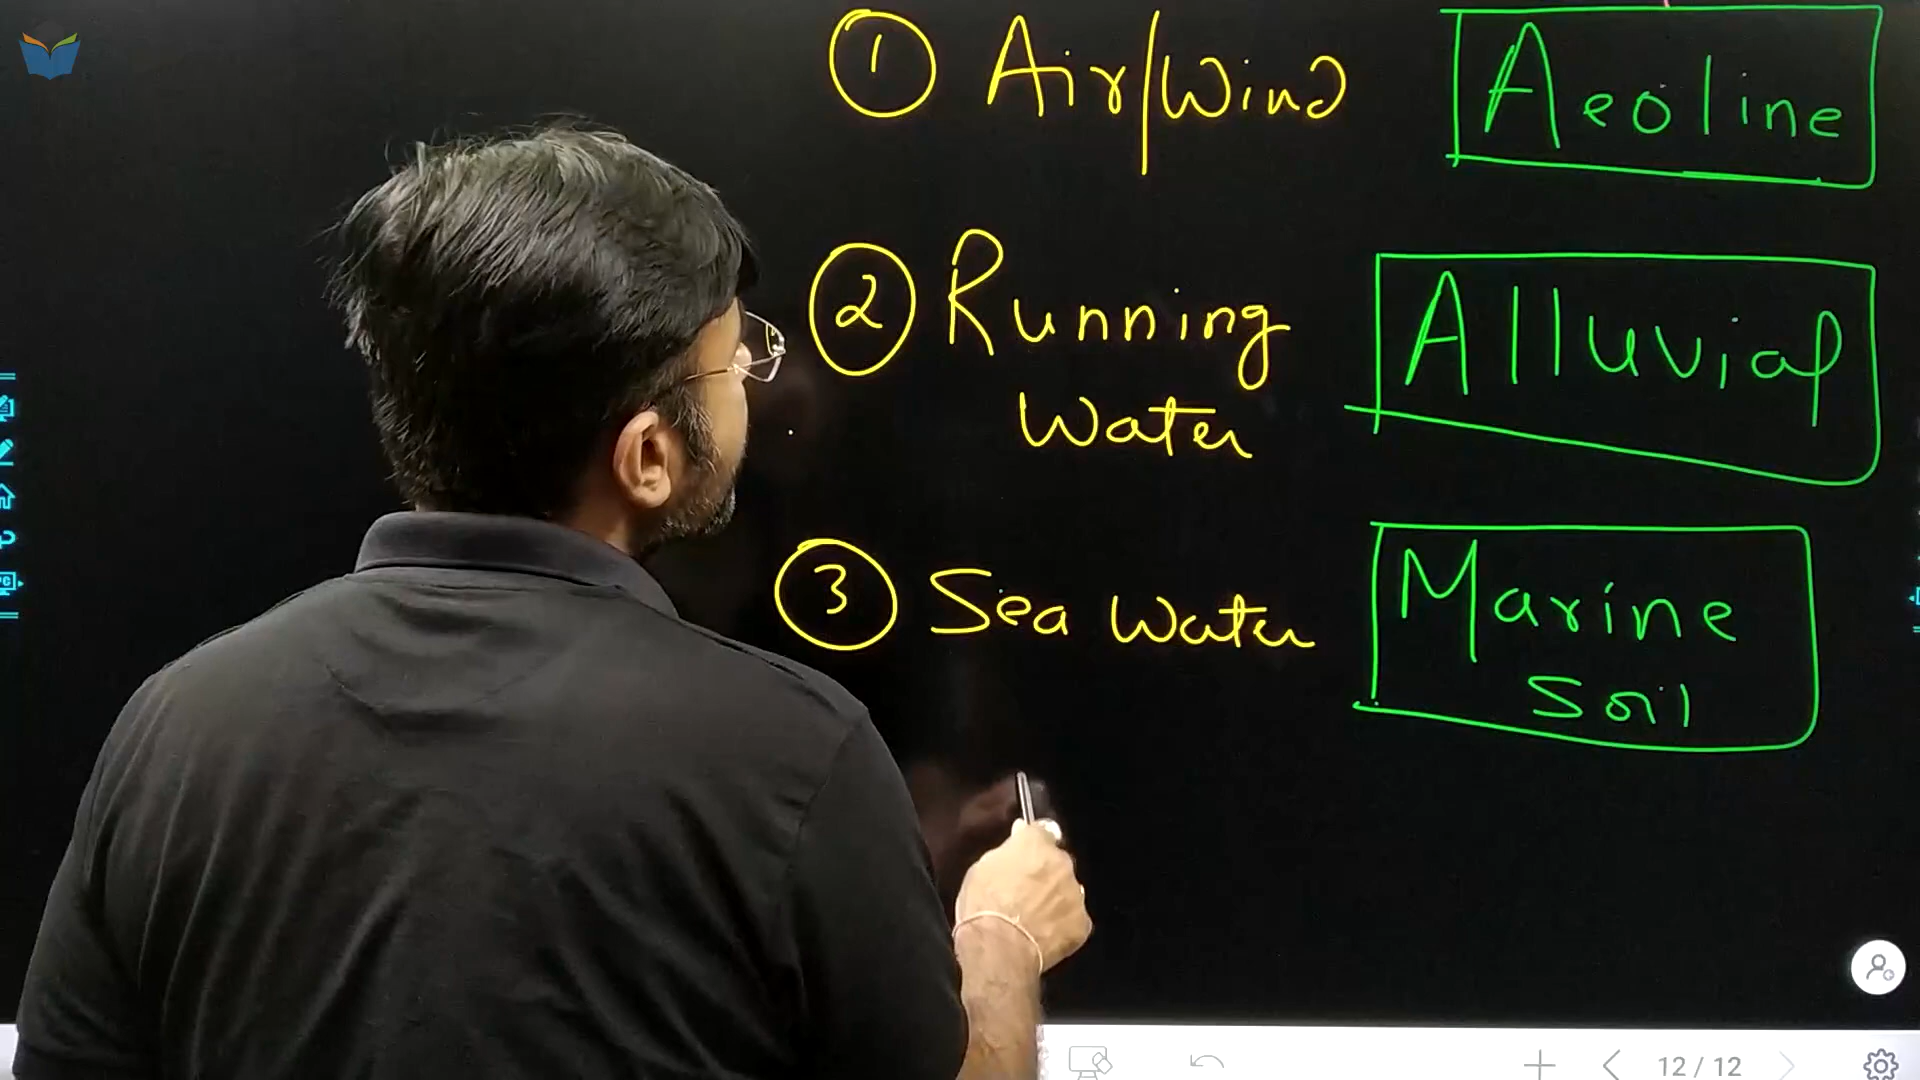 1 Air/Wind Aeoline
2 Running Alluvial
Water
3 Sea Water Marine
Soil
12/12